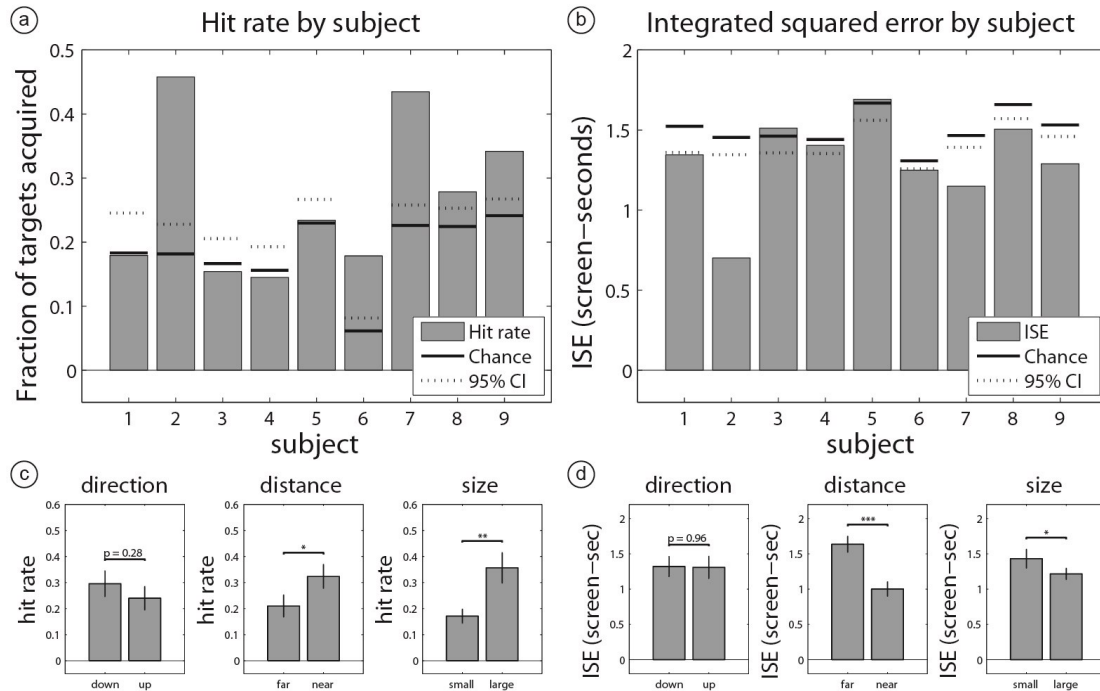 a Hit rate by subject
Fraction of targets acquired
0.5
0.4
0.3
0.2
0.1
0
Hit rate
Chance
95% CI
1 2 3 4 5 6 7 8 9
subject
b Integrated squared error by subject
ISE (screen−seconds)
2
1.5
1
0.5
0
ISE
Chance
95% CI
1 2 3 4 5 6 7 8 9
subject
c
direction
hit rate
0.6
0.5
0.4
0.3
0.2
0.1
0
p = 0.28
down up
distance
hit rate
0.6
0.5
0.4
0.3
0.2
0.1
0
*
far near
size
hit rate
0.6
0.5
0.4
0.3
0.2
0.1
0
**
small large
d
direction
ISE (screen−sec)
2
1.5
1
0.5
0
p = 0.96
down up
distance
ISE (screen−sec)
2
1.5
1
0.5
0
***
far near
size
ISE (screen−sec)
2
1.5
1
0.5
0
*
small large